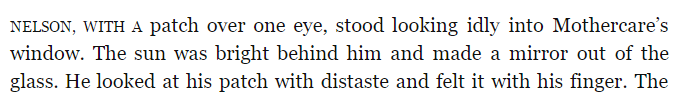 NELSON, WITH A patch over one eye, stood looking idly into Mothercare’s
window. The sun was bright behind him and made a mirror out of the
glass. He looked at his patch with distaste and felt it with his finger. The